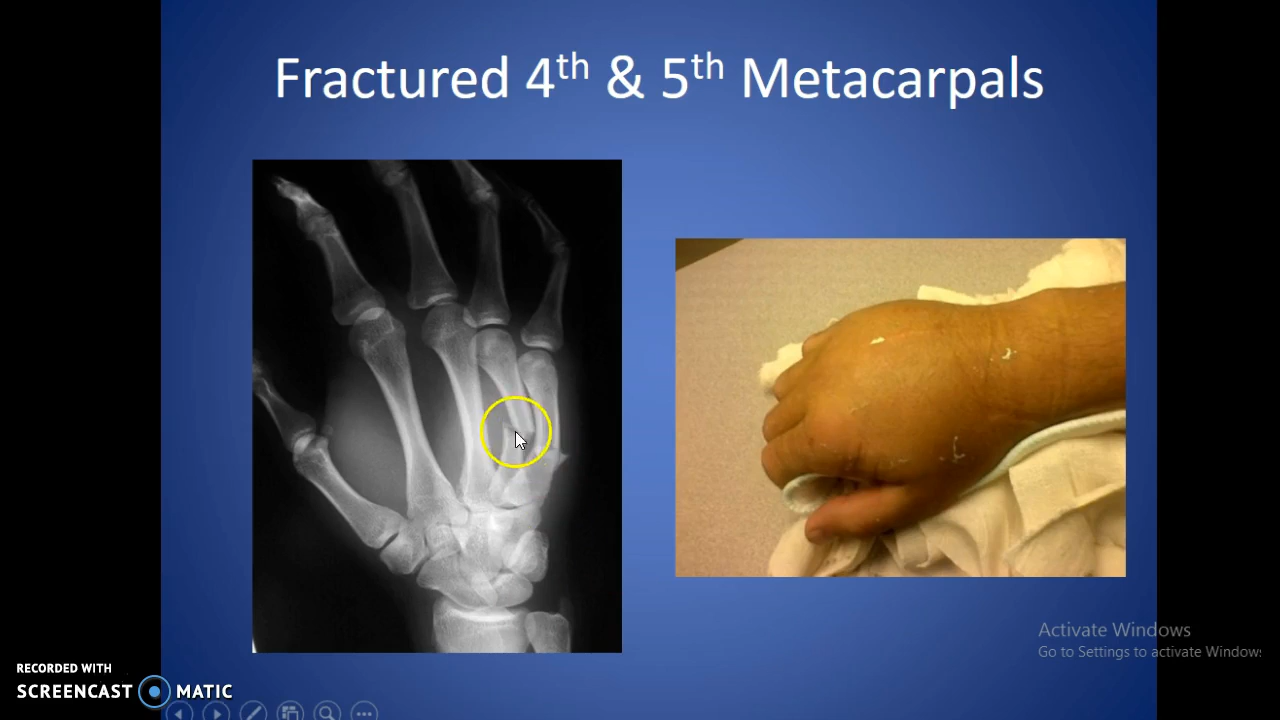 Fractured 4th & 5th Metacarpals
Activate Windows
Go to Settings to activate Windows
RECORDED WITH
SCREENCAST MATIC